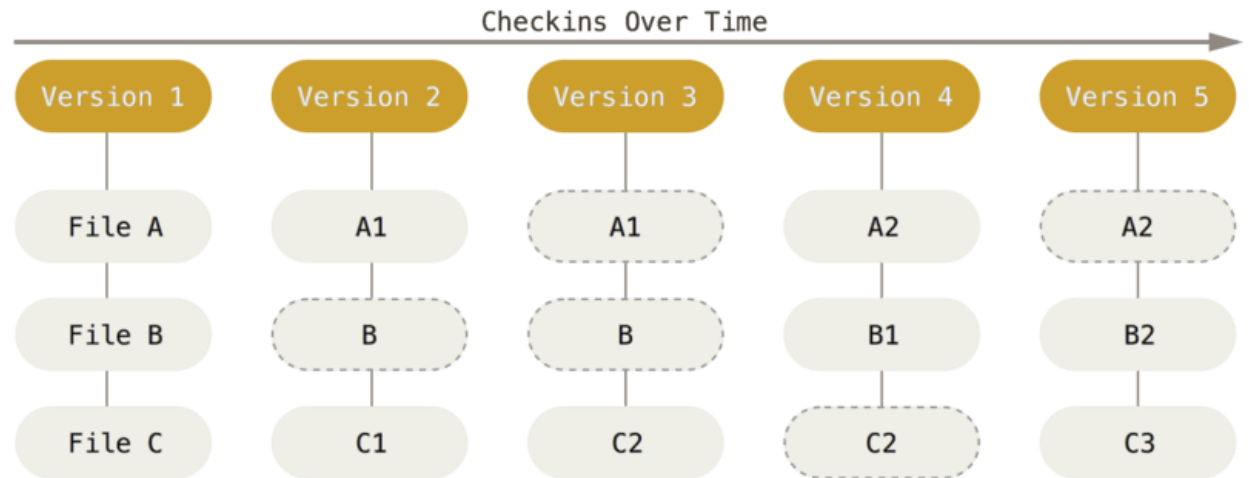 Checkins Over Time
Version 1 Version 2 Version 3 Version 4 Version 5
File A A1 A1 A2 A2
File B B B B1 B2
File C C1 C2 C2 C3